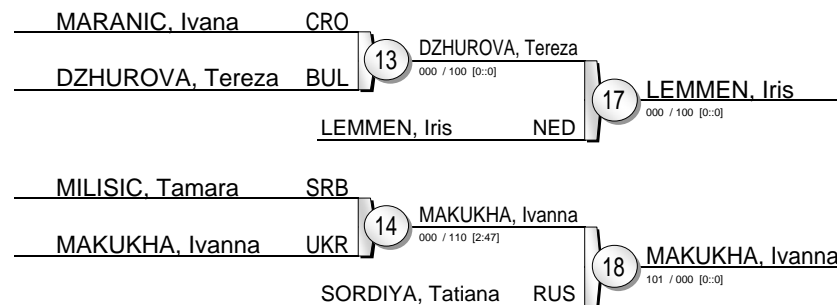 MARANIC, Ivana CRO
13
DZHUROVA, Tereza
000 / 100 [0::0]
DZHUROVA, Tereza BUL
17
LEMMEN, Iris
000 / 100 [0::0]
LEMMEN, Iris NED
MILISIC, Tamara SRB
14
MAKUKHA, Ivanna
000 / 110 [2:47]
MAKUKHA, Ivanna UKR
18
MAKUKHA, Ivanna
101 / 000 [0::0]
SORDIYA, Tatiana RUS